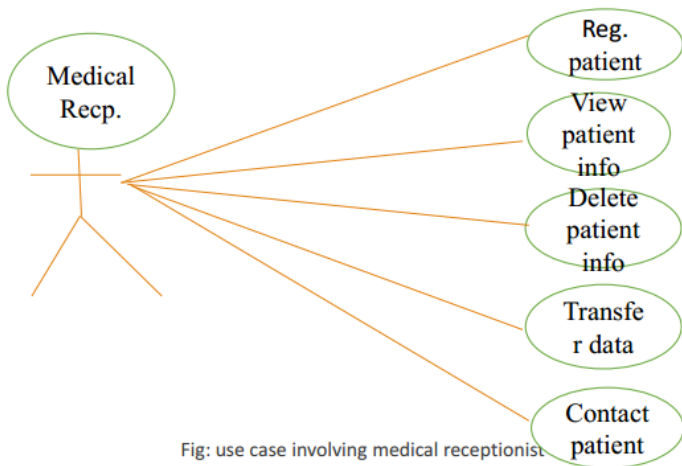 Medical
Recp.
Reg.
patient
View
patient
info
Delete
patient
info
Transfe
r data
Contact
patient
Fig: use case involving medical receptionist